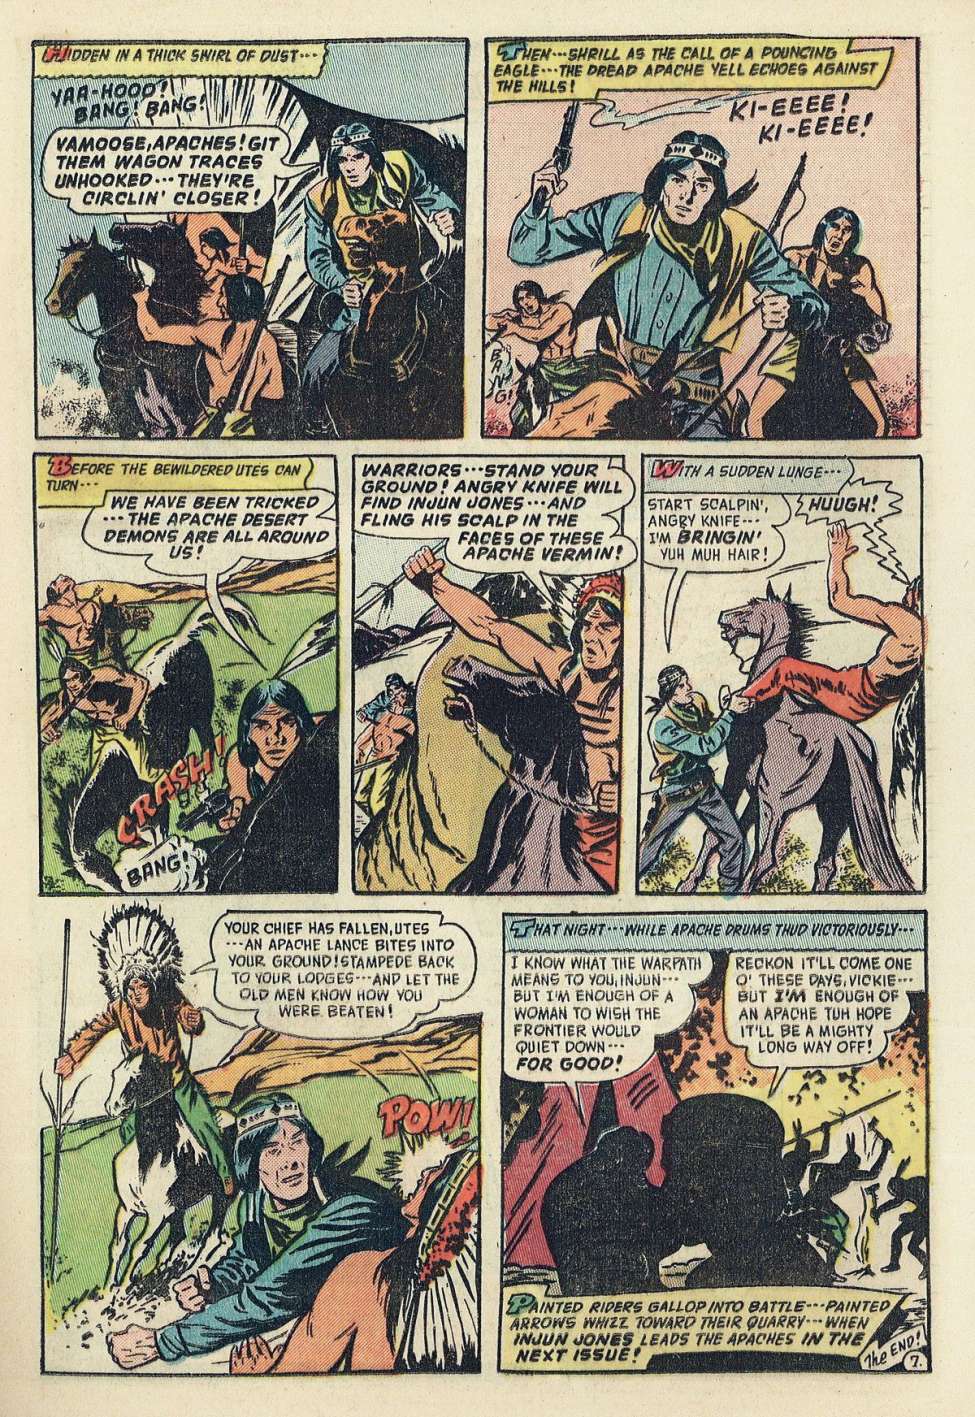 HIDDEN IN A THICK SWIRL OF DUST---
YAA-HOOO!
BANG! BANG!
VAMOOSE, APACHES! GIT
THEM WAGON TRACES
UNHOOKED--- THEY'RE
CIRCLIN' CLOSER!
THEN---SHRILL AS THE CALL OF A POUNCING
EAGLE---THE DREAD APACHE YELL ECHOES AGAINST
THE HILLS!
KI-EEEE!
KI-EEEE!
BANG!
BEFORE THE BEWILDERED UTES CAN
TURN---
WE HAVE BEEN TRICKED
---THE APACHE DESERT
DEMONS ARE ALL AROUND
US!
CRASH!
BANG!
WARRIORS---STAND YOUR
GROUND! ANGRY KNIFE WILL
FIND INJUN JONES---AND
FLING HIS SCALP IN THE
FACES OF THESE
APACHE VERMIN!
WITH A SUDDEN LUNGE---
START SCALPIN',
ANGRY KNIFE---
I'M BRINGIN'
YUH MUH HAIR!
HUUGH!
YOUR CHIEF HAS FALLEN, UTES
---AN APACHE LANCE BITES INTO
YOUR GROUND! STAMPEDE BACK
TO YOUR LODGES---AND LET THE
OLD MEN KNOW HOW YOU
WERE BEATEN!
POW!
THAT NIGHT---WHILE APACHE DRUMS THUD VICTORIOUSLY---
I KNOW WHAT THE WARPATH
MEANS TO YOU, INJUN---
BUT I'M ENOUGH OF A
WOMAN TO WISH THE
FRONTIER WOULD
QUIET DOWN---
FOR GOOD!
RECKON IT'LL COME ONE
O' THESE DAYS, VICKIE---
BUT I'M ENOUGH OF
AN APACHE TUH HOPE
IT'LL BE A MIGHTY
LONG WAY OFF!
PAINTED RIDERS GALLOP INTO BATTLE---PAINTED
ARROWS WHIZZ TOWARD THEIR QUARRY---WHEN
INJUN JONES LEADS THE APACHES IN THE
NEXT ISSUE!
The END!
7.